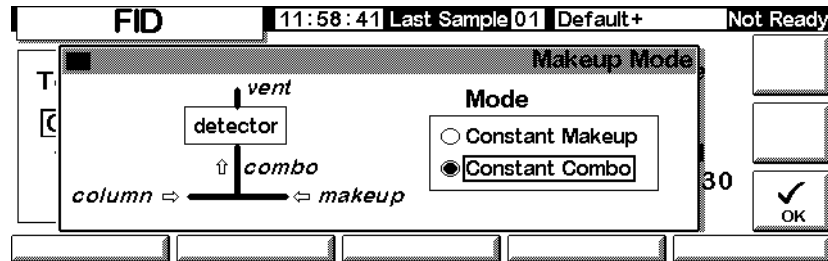 FID 11:58:41 Last Sample 01 Default+ Not Ready
Makeup Mode
vent
Mode
detector
Constant Makeup
combo
Constant Combo
column ⇨ ⇦ makeup
30
OK